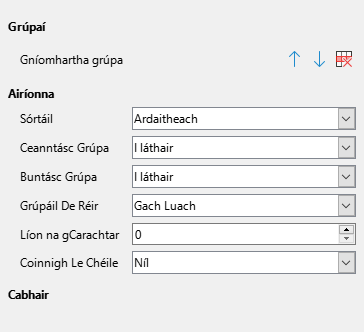 Grúpaí
Gníomhartha grúpa
Airíonna
Sórtáil Ardaitheach
Ceanntásc Grúpa I láthair
Buntásc Grúpa I láthair
Grúpáil De Réir Gach Luach
Líon na gCarachtar 0
Coinnigh Le Chéile Níl
Cabhair